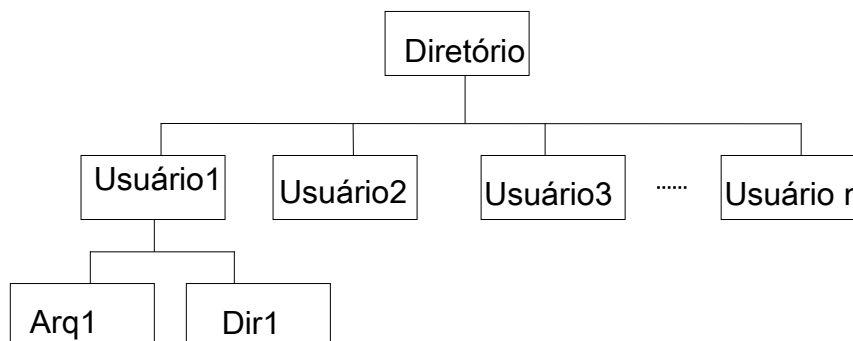 Diretório
Usuário1
Usuário2
Usuário3
......
Usuário
Arq1
Dir1